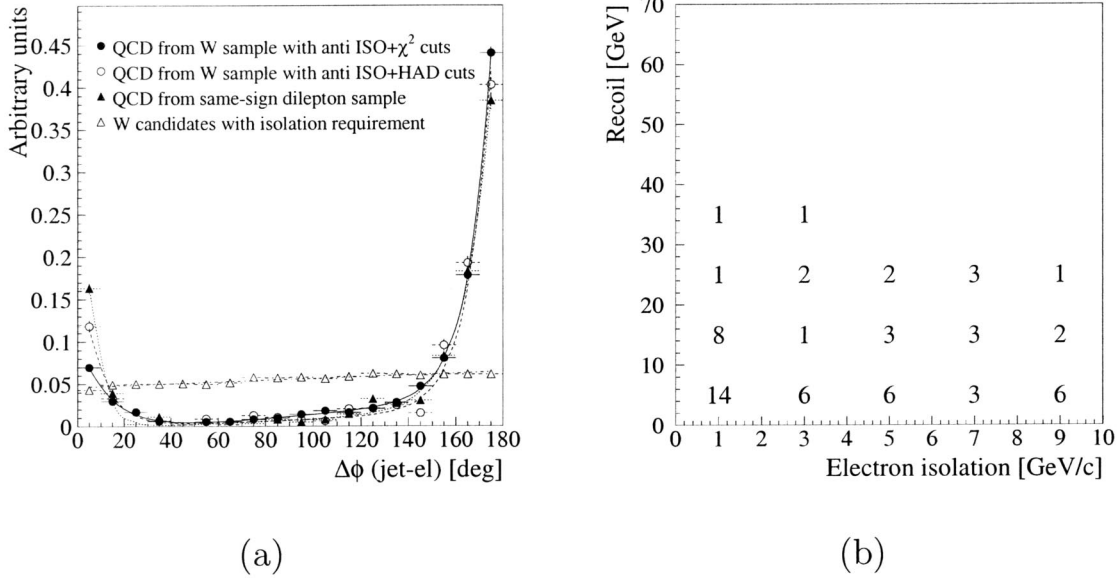 Arbitrary units
0.45
0.4
0.35
0.3
0.25
0.2
0.15
0.1
0.05
0
● QCD from W sample with anti ISO+χ² cuts
○ QCD from W sample with anti ISO+HAD cuts
▲ QCD from same-sign dilepton sample
△ W candidates with isolation requirement
0 20 40 60 80 100 120 140 160 180
Δϕ (jet-el) [deg]
(a)
Recoil [GeV]
70
60
50
40
30
20
10
0
1 1
1 2 2 3 1
8 1 3 3 2
14 6 6 3 6
0 1 2 3 4 5 6 7 8 9 10
Electron isolation [GeV/c]
(b)